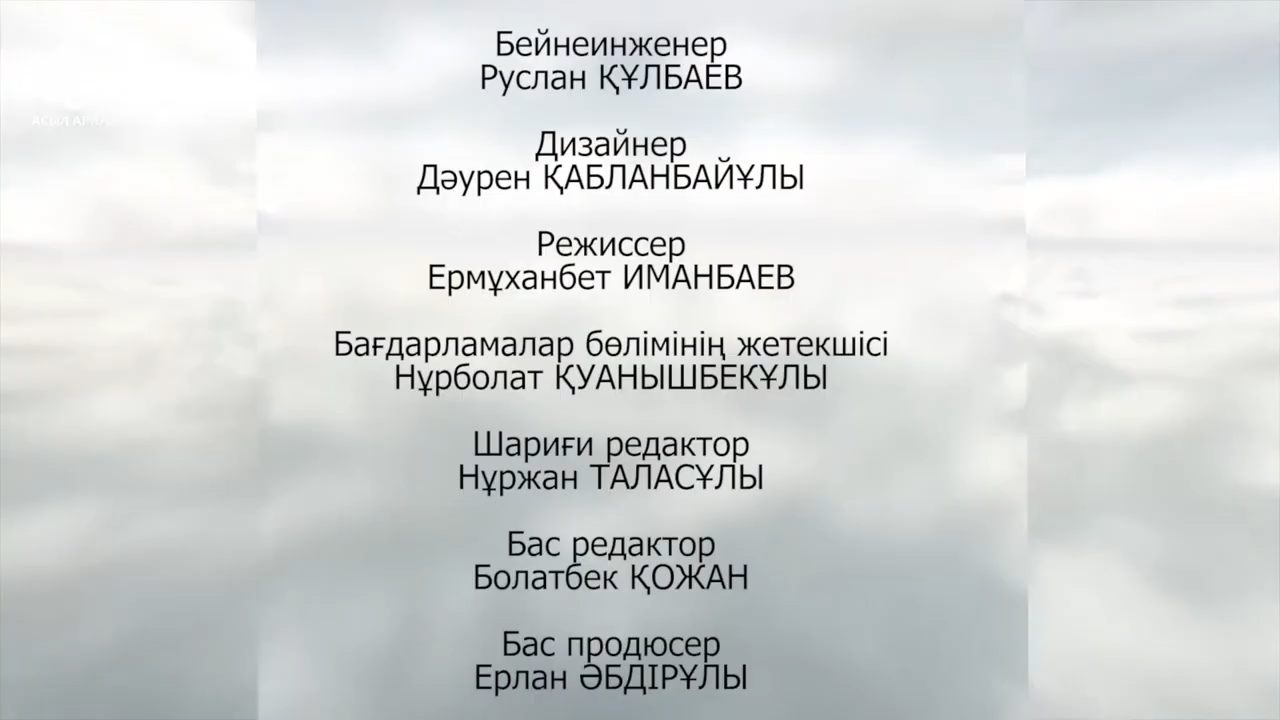 Бейнеинженер
Руслан ҚҰЛБАЕВ
Дизайнер
Дәурен ҚАБЛАНБАЙҰЛЫ
Режиссер
Ермұханбет ИМАНБАЕВ
Бағдарламалар бөлімінің жетекшісі
Нұрболат ҚУАНЫШБЕКҰЛЫ
Шариғи редактор
Нұржан ТАЛАСҰЛЫ
Бас редактор
Болатбек ҚОЖАН
Бас продюсер
Ерлан ӘБДІРҰЛЫ